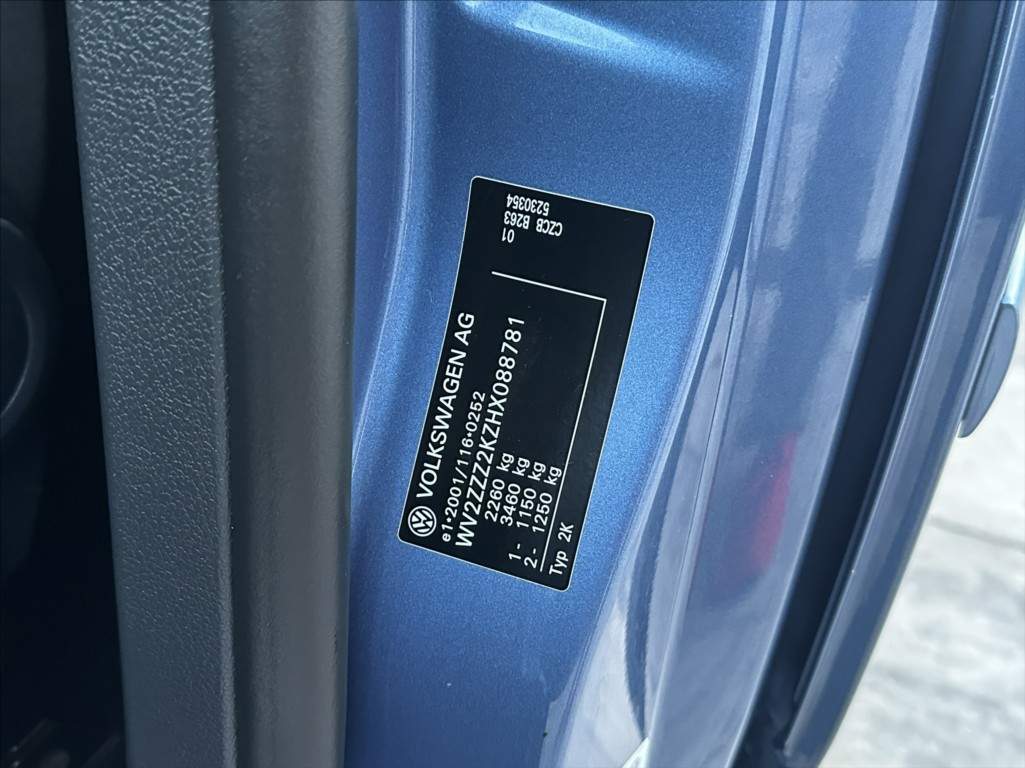 VOLKSWAGEN AG
e1*2001/116*0252
WV2ZZZ2KZHX088781
2260 kg
3460 kg
1- 1150 kg
2- 1250 kg
Typ 2K
5230354
CZCB B263
01